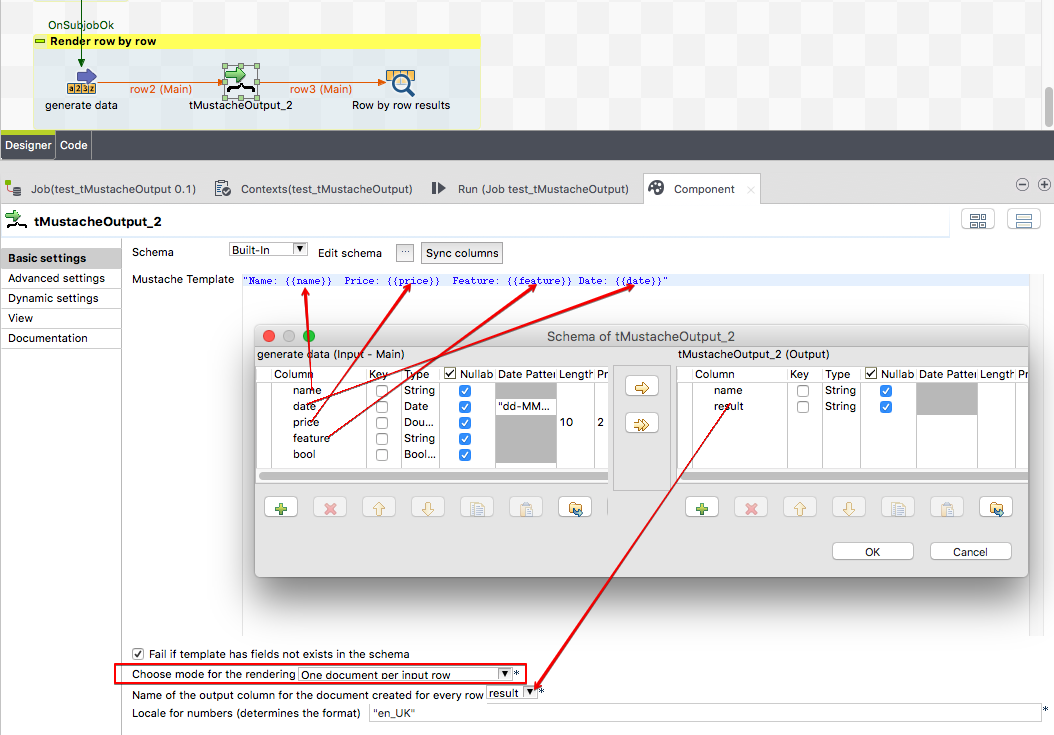 OnSubjobOk
Render row by row
row2 (Main)
row3 (Main)
generate data
tMustacheOutput_2
Row by row results
Designer
Code
Job(test_tMustacheOutput 0.1)
Contexts(test_tMustacheOutput)
Run (Job test_tMustacheOutput)
Component
tMustacheOutput_2
Basic settings
Advanced settings
Dynamic settings
View
Documentation
Schema
Built-In
Edit schema
...
Sync columns
Mustache Template
"Name: {{name}}  Price: {{price}}  Feature: {{feature}} Date: {{date}}"
Schema of tMustacheOutput_2
generate data (Input - Main)
Column Key Type Nullab Date Patter Length Pr
name String
date Date "dd-MM...
price Dou... 10 2
feature String
bool Bool...
tMustacheOutput_2 (Output)
Column Key Type Nullab Date Patter Length Pr
name String
result String
OK
Cancel
Fail if template has fields not exists in the schema
Choose mode for the rendering One document per input row *
Name of the output column for the document created for every row result *
Locale for numbers (determines the format) "en_UK" *